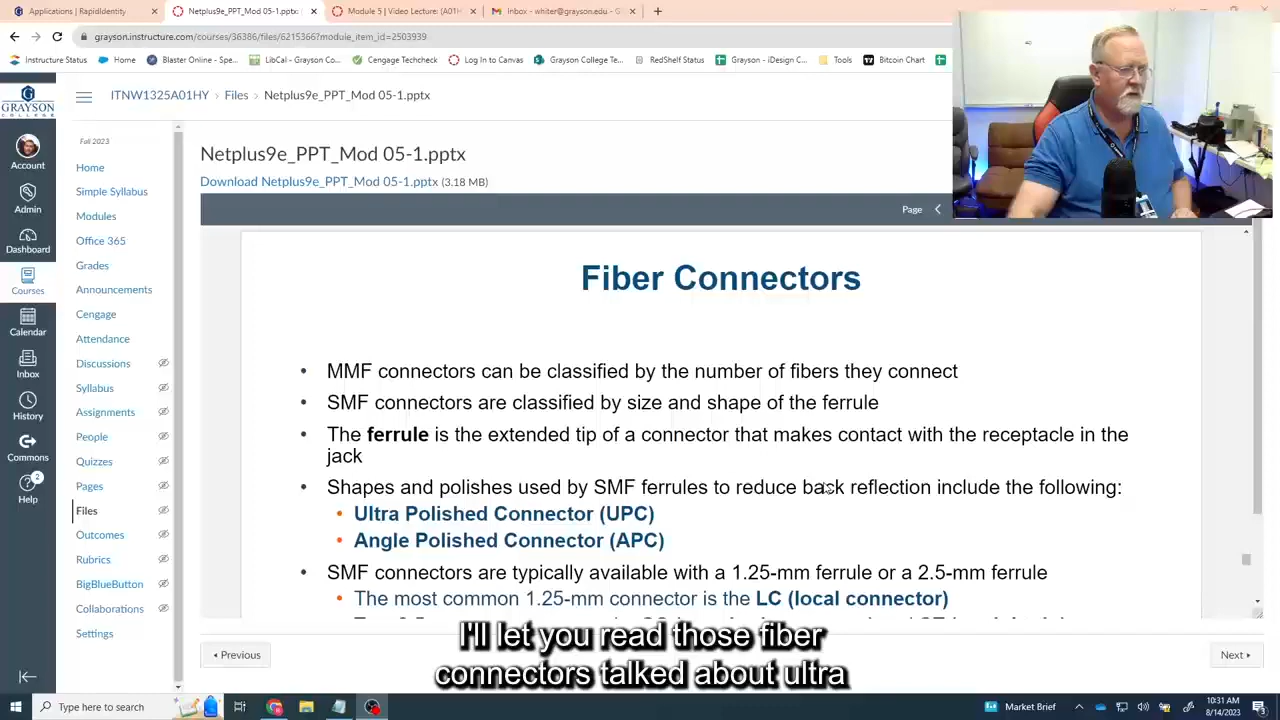 Applications | Rapididentity
Netplus9e_PPT_Mod 05-1.pptx:
Module 5 | Video Lecture: (A01H
Inbox - whiter@grayson.edu - G
grayson.instructure.com/courses/36386/files/6215366?module_item_id=2503939
Instructure Status
Home
Blaster Online - Spe...
LibCal - Grayson Co...
Cengage Techcheck
Log In to Canvas
Grayson College Te...
RedShelf Status
Grayson - iDesign C...
Tools
Bitcoin Chart
GRAYSON
COLLEGE
ITNW1325A01HY > Files > Netplus9e_PPT_Mod 05-1.pptx
Fall 2023
Account
Admin
Dashboard
Courses
Calendar
Inbox
History
Commons
2
Help
Home
Simple Syllabus
Modules
Office 365
Grades
Announcements
Cengage
Attendance
Discussions
Syllabus
Assignments
People
Quizzes
Pages
Files
Outcomes
Rubrics
BigBlueButton
Collaborations
Settings
Netplus9e_PPT_Mod 05-1.pptx
Download Netplus9e_PPT_Mod 05-1.pptx (3.18 MB)
Page
Fiber Connectors
• MMF connectors can be classified by the number of fibers they connect
• SMF connectors are classified by size and shape of the ferrule
• The ferrule is the extended tip of a connector that makes contact with the receptacle in the
jack
• Shapes and polishes used by SMF ferrules to reduce back reflection include the following:
• Ultra Polished Connector (UPC)
• Angle Polished Connector (APC)
• SMF connectors are typically available with a 1.25-mm ferrule or a 2.5-mm ferrule
• The most common 1.25-mm connector is the LC (local connector)
I'll let you read those fiber
connectors talked about ultra
Previous
Next
Type here to search
Market Brief
10:31 AM
8/14/2023